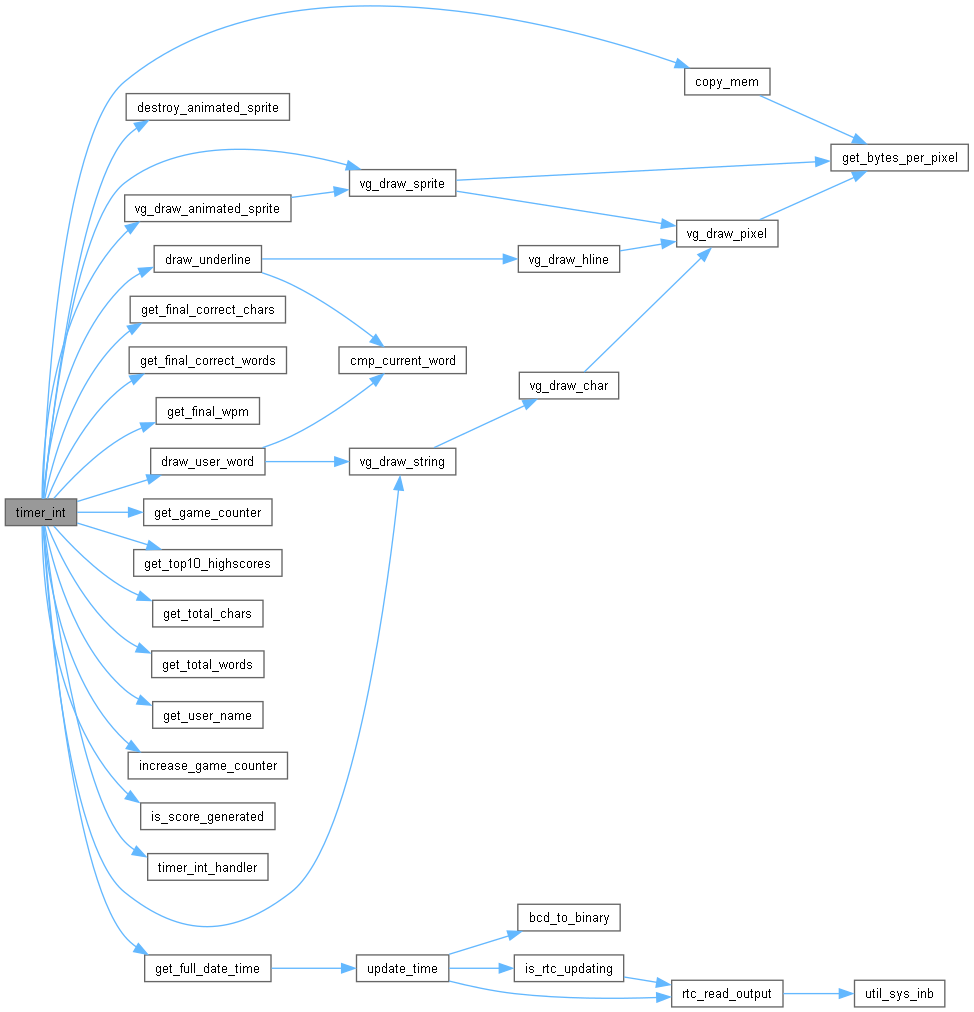 copy_mem
destroy_animated_sprite
get_bytes_per_pixel
vg_draw_sprite
vg_draw_animated_sprite
vg_draw_pixel
draw_underline
vg_draw_hline
get_final_correct_chars
get_final_correct_words
cmp_current_word
vg_draw_char
get_final_wpm
draw_user_word
vg_draw_string
timer_int
get_game_counter
get_top10_highscores
get_total_chars
get_total_words
get_user_name
increase_game_counter
is_score_generated
timer_int_handler
bcd_to_binary
get_full_date_time
update_time
is_rtc_updating
rtc_read_output
util_sys_inb